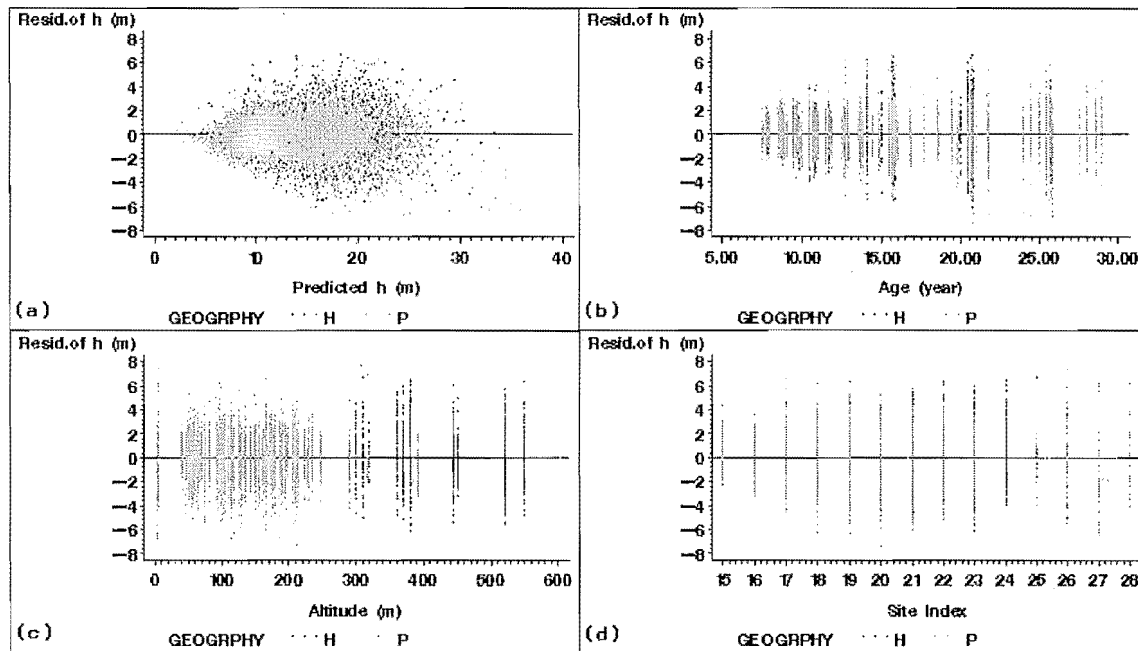 Resid.of h (m)
8
6
4
2
0
−2
−4
−6
−8
0 10 20 30 40
Predicted h (m)
(a)
GEOGRPHY H P
Resid.of h (m)
8
6
4
2
0
−2
−4
−6
−8
5.00 10.00 15.00 20.00 25.00 30.00
Age (year)
(b)
GEOGRPHY H P
Resid.of h (m)
8
6
4
2
0
−2
−4
−6
−8
0 100 200 300 400 500 600
Altitude (m)
(c)
GEOGRPHY H P
Resid.of h (m)
8
6
4
2
0
−2
−4
−6
−8
15 16 17 18 19 20 21 22 23 24 25 26 27 28
Site Index
(d)
GEOGRPHY H P